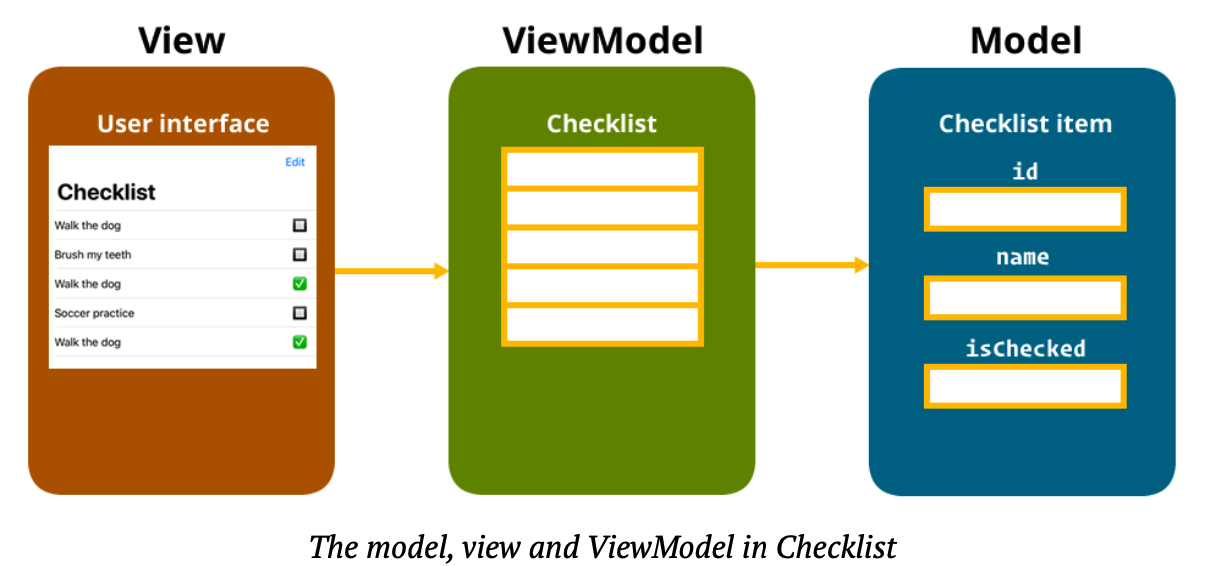 View
ViewModel
Model
User interface
Edit
Checklist
Walk the dog
Brush my teeth
Walk the dog
Soccer practice
Walk the dog
Checklist
Checklist item
id
name
isChecked
The model, view and ViewModel in Checklist